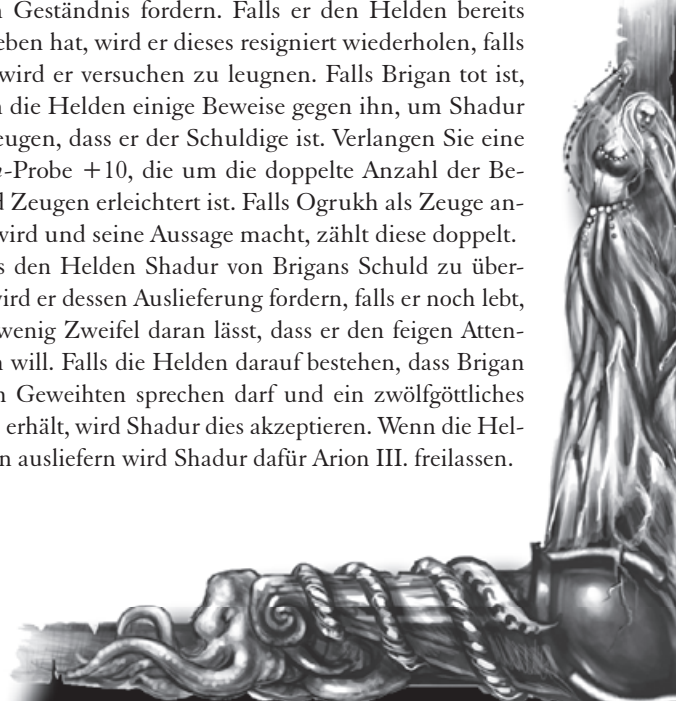 Geständnis fordern. Falls er den Helden bereits
hat, wird er dieses resigniert wiederholen, falls
wird er versuchen zu leugnen. Falls Brigan tot ist,
die Helden einige Beweise gegen ihn, um Shadur
dass er der Schuldige ist. Verlangen Sie eine
-Probe +10, die um die doppelte Anzahl der Be-
Zeugen erleichtert ist. Falls Ogrukh als Zeuge an-
wird und seine Aussage macht, zählt diese doppelt.
den Helden Shadur von Brigans Schuld zu über-
wird er dessen Auslieferung fordern, falls er noch lebt,
wenig Zweifel daran lässt, dass er den feigen Atten-
will. Falls die Helden darauf bestehen, dass Brigan
Geweihten sprechen darf und ein zwölfgöttliches
erhält, wird Shadur dies akzeptieren. Wenn die Hel-
ausliefern wird Shadur dafür Arion III. freilassen.